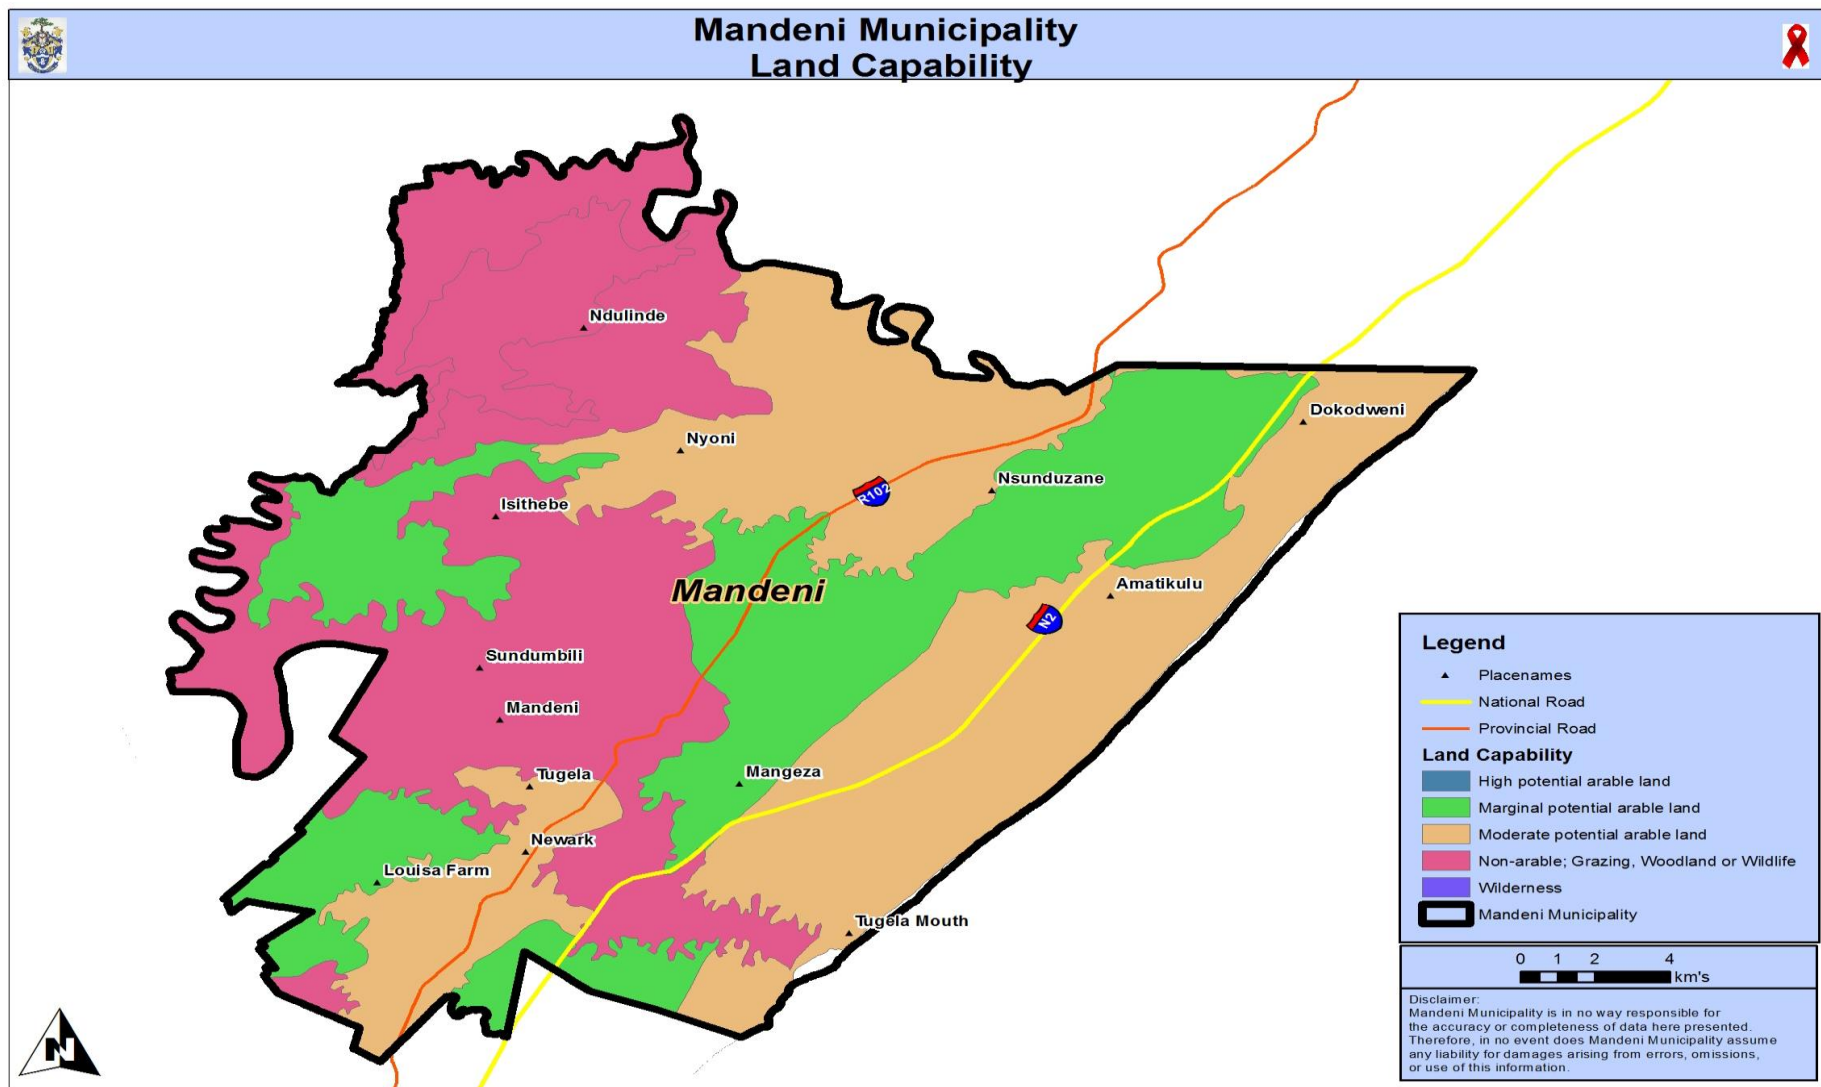 Mandeni Municipality
Land Capability
Ndulinde
Dokodweni
Nyoni
Nsunduzane
R102
Isithebe
Amatikulu
Mandeni
N2
Sundumbili
Mandeni
Tugela
Mangeza
Newark
Louisa Farm
Tugela Mouth
N
Legend
Placenames
National Road
Provincial Road
Land Capability
High potential arable land
Marginal potential arable land
Moderate potential arable land
Non-arable; Grazing, Woodland or Wildlife
Wilderness
Mandeni Municipality
0 1 2 4
km's
Disclaimer:
Mandeni Municipality is in no way responsible for
the accuracy or completeness of data here presented.
Therefore, in no event does Mandeni Municipality assume
any liability for damages arising from errors, omissions,
or use of this information.